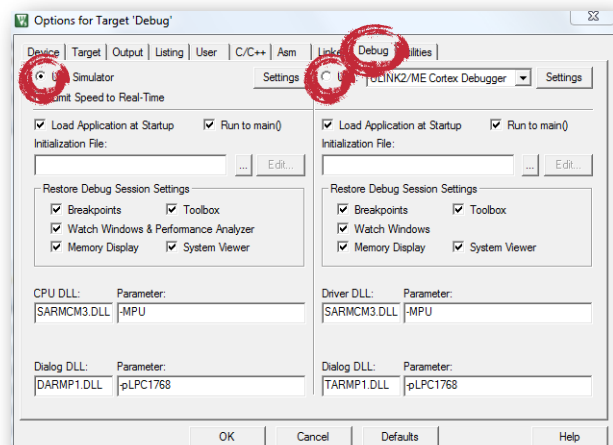 Options for Target 'Debug'
Device Target Output Listing User C/C++ Asm Debug
Simulator Settings ULINK2/ME Cortex Debugger Settings
Limit Speed to Real-Time
Load Application at Startup Run to main() Load Application at Startup Run to main()
Initialization File: Initialization File:
... Edit... ... Edit...
Restore Debug Session Settings Restore Debug Session Settings
Breakpoints Toolbox Breakpoints Toolbox
Watch Windows & Performance Analyzer Watch Windows
Memory Display System Viewer Memory Display System Viewer
CPU DLL: Parameter: Driver DLL: Parameter:
SARMCM3.DLL -MPU SARMCM3.DLL -MPU
Dialog DLL: Parameter: Dialog DLL: Parameter:
DARMP1.DLL -pLPC1768 TARMP1.DLL -pLPC1768
OK Cancel Defaults Help